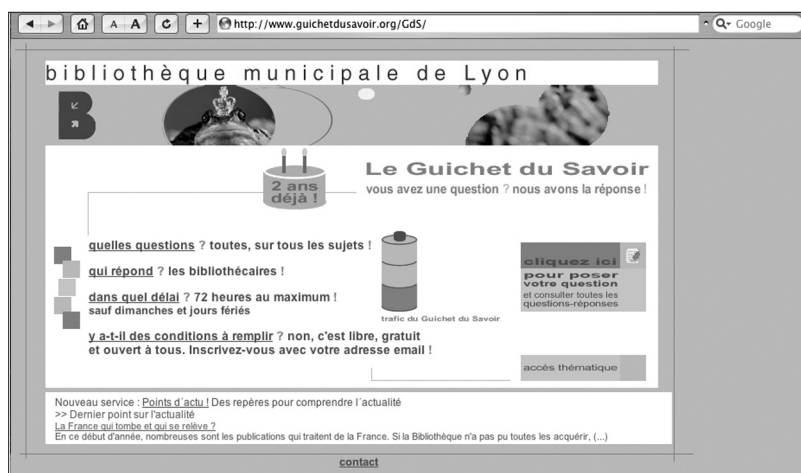 A A
http://www.guichetdusavoir.org/GdS/
Google
bibliothèque municipale de Lyon
B
Le Guichet du Savoir
2 ans
déjà !
vous avez une question ? nous avons la réponse !
quelles questions ? toutes, sur tous les sujets !
qui répond ? les bibliothécaires !
dans quel délai ? 72 heures au maximum !
sauf dimanches et jours fériés
trafic du Guichet du Savoir
y a-t-il des conditions à remplir ? non, c'est libre, gratuit
et ouvert à tous. Inscrivez-vous avec votre adresse email !
cliquez ici
pour poser
votre question
et consulter toutes les
questions-réponses
accés thématique
Nouveau service : Points d´actu ! Des repères pour comprendre l´actualité
>> Dernier point sur l'actualité
La France qui tombe et qui se relève ?
En ce début d'année, nombreuses sont les publications qui traitent de la France. Si la Bibliothèque n'a pas pu toutes les acquérir, (...)
contact